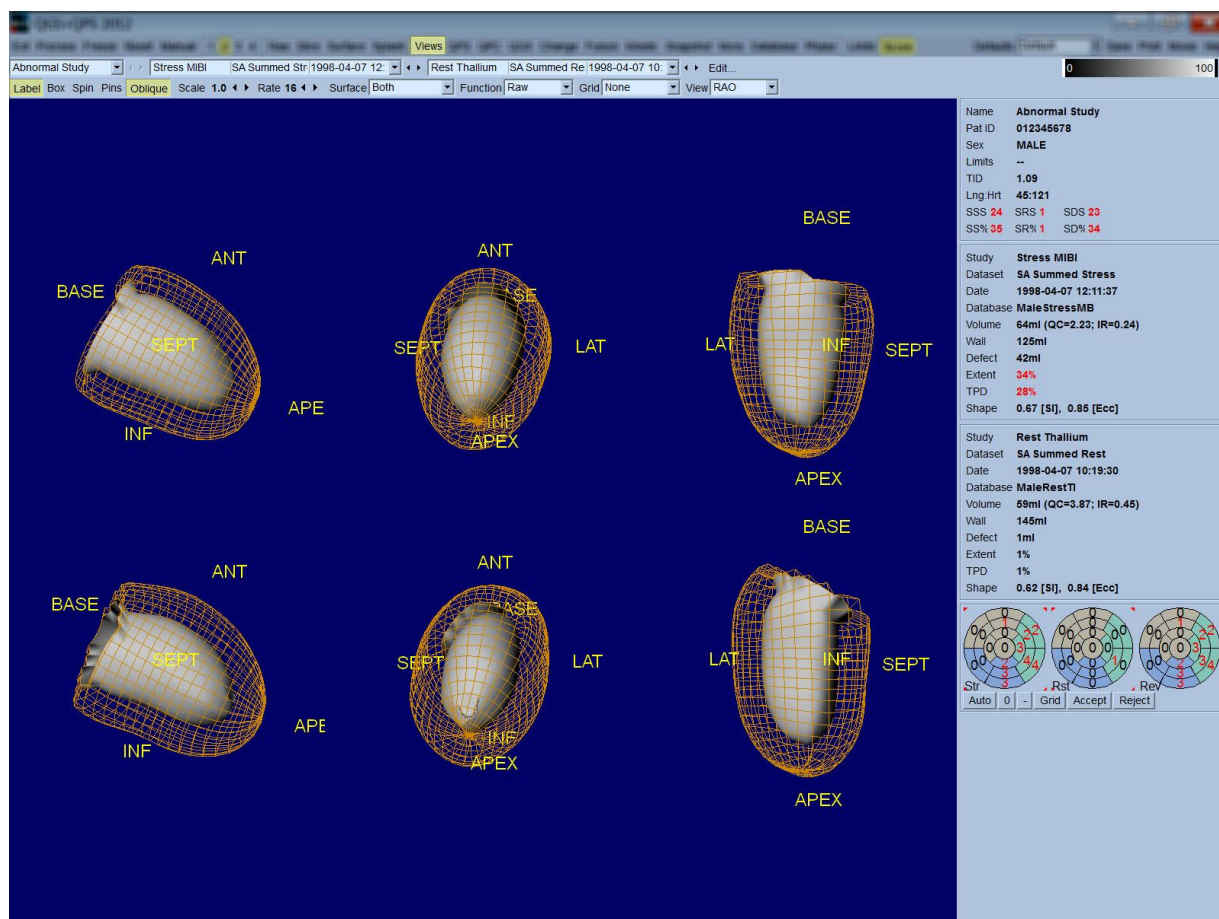 QGS+QPS 2012
Views
Abnormal Study Stress MIBI SA Summed Str 1998-04-07 12: Rest Thallium SA Summed Re 1998-04-07 10: Edit...
0 100
Label Box Spin Pins Oblique Scale 1.0 Rate 16 Surface Both Function Raw Grid None View RAO
BASE
ANT
BASE
SEPT
APE
INF
ANT
SEPT
LAT
INF
APEX
LAT
INF
SEPT
APEX
BASE
ANT
BASE
SEPT
APE
INF
ANT
BASE
SEPT
LAT
INF
APEX
LAT
INF
SEPT
APEX
Name Abnormal Study
Pat ID 012345678
Sex MALE
Limits --
TID 1.09
Lng:Hrt 45:121
SSS 24 SRS 1 SDS 23
SS% 35 SR% 1 SD% 34
Study Stress MIBI
Dataset SA Summed Stress
Date 1998-04-07 12:11:37
Database MaleStressMB
Volume 64ml (QC=2.23; IR=0.24)
Wall 125ml
Defect 42ml
Extent 34%
TPD 28%
Shape 0.67 [SI], 0.85 [Ecc]
Study Rest Thallium
Dataset SA Summed Rest
Date 1998-04-07 10:19:30
Database MaleRestTl
Volume 59ml (QC=3.87; IR=0.45)
Wall 145ml
Defect 1ml
Extent 1%
TPD 1%
Shape 0.62 [SI], 0.84 [Ecc]
Str Rst Rev
Auto 0 - Grid Accept Reject